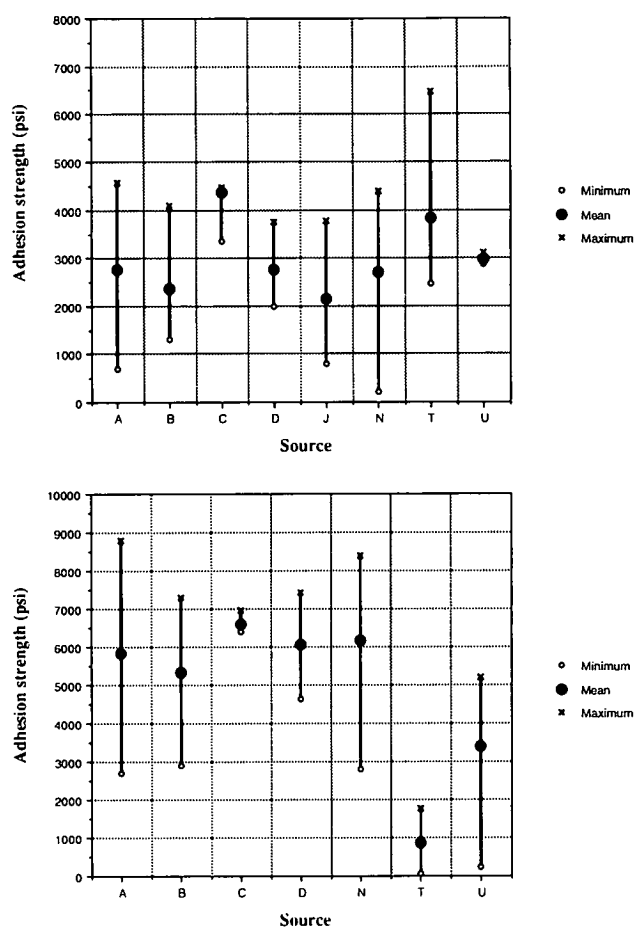 8000
7000
6000
5000
4000
3000
2000
1000
0
Adhesion strength (psi)
A B C D J N T U
Source
Minimum
Mean
Maximum
10000
9000
8000
7000
6000
5000
4000
3000
2000
1000
0
Adhesion strength (psi)
A B C D N T U
Source
Minimum
Mean
Maximum